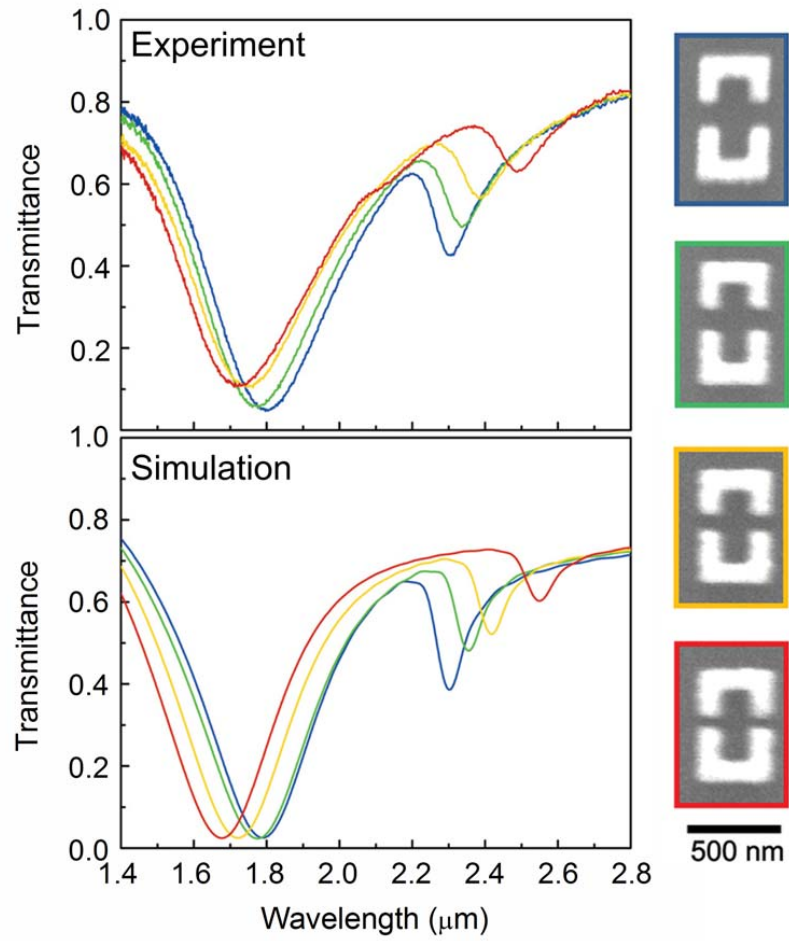 1.0
Experiment
0.8
0.6
0.4
0.2
Transmittance
1.0
Simulation
0.8
0.6
0.4
0.2
0.0
Transmittance
1.4 1.6 1.8 2.0 2.2 2.4 2.6 2.8
Wavelength (μm)
500 nm